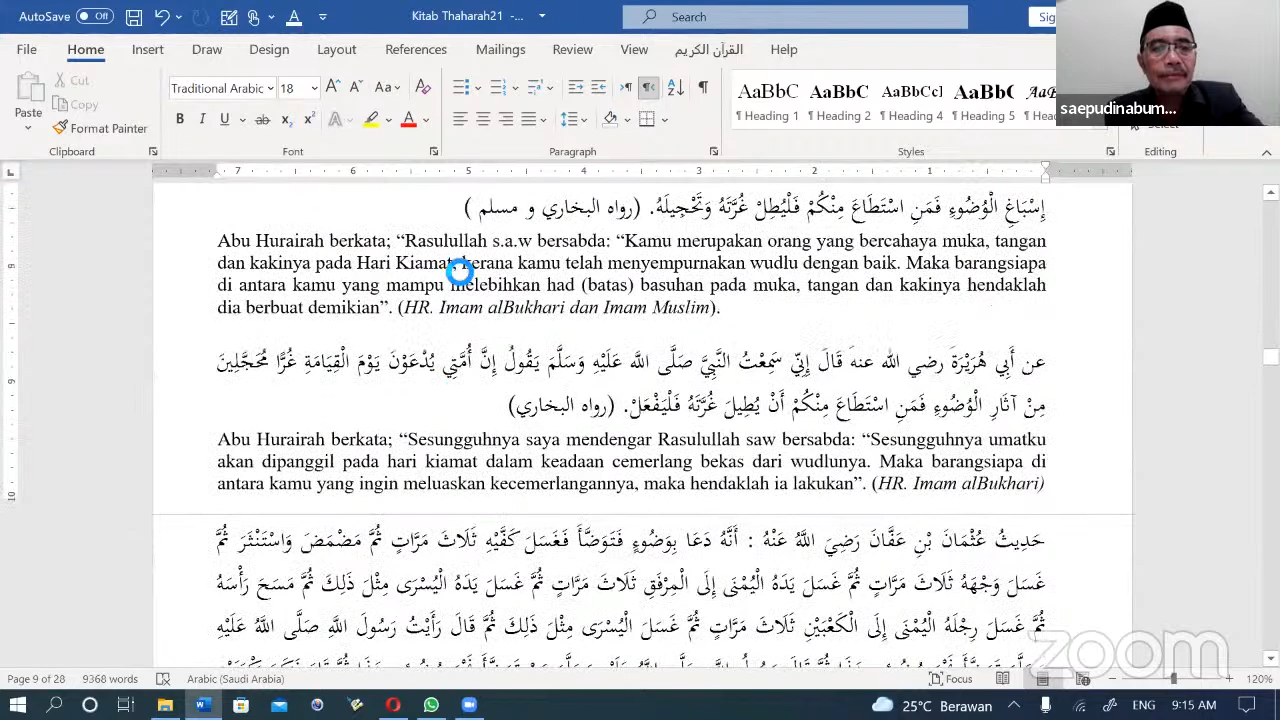 AutoSave Off Kitab Thaharah21 -... Search Sig
File Home Insert Draw Design Layout References Mailings Review View القرآن الكريم Help
Paste Cut Copy Format Painter
Traditional Arabic 18
AaBbC AaBbC AaBbCcI AaBbC
¶ Heading 1 ¶ Heading 2 ¶ Heading 4 ¶ Heading 5
Clipboard Font Paragraph Styles Editing
saepudinabum...
7 6 5 4 3 2 1
إِسْبَاغِ الْوُضُوءِ فَمَنِ اسْتَطَاعَ مِنْكُمْ فَلْيُطِلْ غُرَّتَهُ وَتَحْجِيلَهُ. (رواه البخاري و مسلم )
Abu Hurairah berkata; “Rasulullah s.a.w bersabda: “Kamu merupakan orang yang bercahaya muka, tangan
dan kakinya pada Hari Kiamat kerana kamu telah menyempurnakan wudlu dengan baik. Maka barangsiapa
di antara kamu yang mampu melebihkan had (batas) basuhan pada muka, tangan dan kakinya hendaklah
dia berbuat demikian”. (HR. Imam alBukhari dan Imam Muslim).
عن أَبِي هُرَيْرَةَ رضي الله عنه قَالَ إِنِّي سَمِعْتُ النَّبِيَّ صَلَّى اللَّه عَلَيْهِ وَسَلَّمَ يَقُولُ إِنَّ أُمَّتِي يُدْعَوْنَ يَوْمَ الْقِيَامَةِ غُرًّا مُحَجَّلِينَ
مِنْ آثَارِ الْوُضُوءِ فَمَنِ اسْتَطَاعَ مِنْكُمْ أَنْ يُطِيلَ غُرَّتَهُ فَلْيَفْعَلْ. (رواه البخاري)
Abu Hurairah berkata; “Sesungguhnya saya mendengar Rasulullah saw bersabda: “Sesungguhnya umatku
akan dipanggil pada hari kiamat dalam keadaan cemerlang bekas dari wudlunya. Maka barangsiapa di
antara kamu yang ingin meluaskan kecemerlangannya, maka hendaklah ia lakukan”. (HR. Imam alBukhari)
حَدِيثُ عُثْمَانَ بْنِ عَفَّانَ رَضِيَ اللَّهُ عَنْهُ : أَنَّهُ دَعَا بِوَضُوءٍ فَتَوَضَّأَ فَغَسَلَ كَفَّيْهِ ثَلَاثَ مَرَّاتٍ ثُمَّ مَضْمَضَ وَاسْتَنْثَرَ ثُمَّ
غَسَلَ وَجْهَهُ ثَلَاثَ مَرَّاتٍ ثُمَّ غَسَلَ يَدَهُ الْيُمْنَى إِلَى الْمِرْفَقِ ثَلَاثَ مَرَّاتٍ ثُمَّ غَسَلَ يَدَهُ الْيُسْرَى مِثْلَ ذَلِكَ ثُمَّ مَسَحَ رَأْسَهُ
ثُمَّ غَسَلَ رِجْلَهُ الْيُمْنَى إِلَى الْكَعْبَيْنِ ثَلَاثَ مَرَّاتٍ ثُمَّ غَسَلَ الْيُسْرَى مِثْلَ ذَلِكَ ثُمَّ قَالَ رَأَيْتُ رَسُولَ اللَّهِ صَلَّى اللَّهُ عَلَيْهِ
zoom
Page 9 of 28 9368 words Arabic (Saudi Arabia) Focus 120%
25°C Berawan ENG 9:15 AM